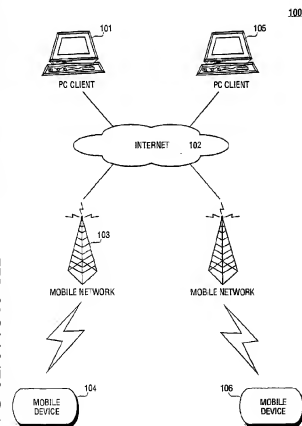 100
101
105
PC CLIENT
PC CLIENT
INTERNET 102
103
MOBILE NETWORK
MOBILE NETWORK
104
106
MOBILE
DEVICE
MOBILE
DEVICE